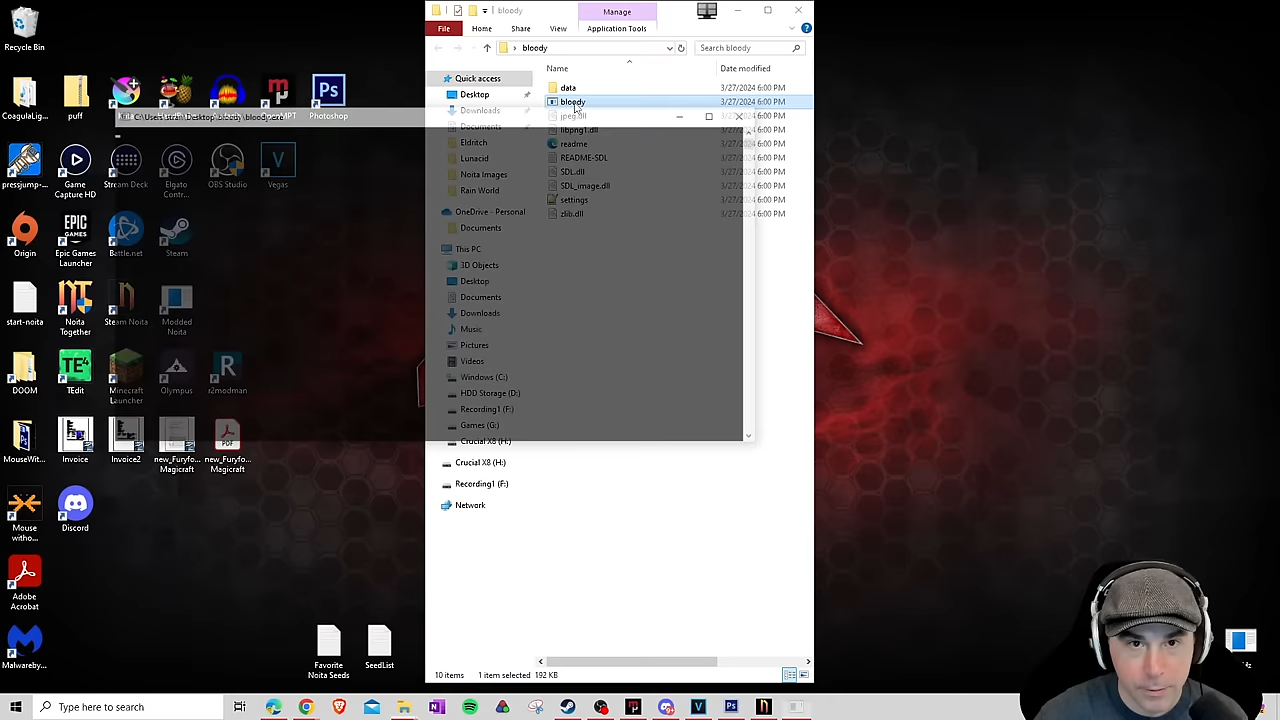 bloody
Manage
File
Home
Share
View
Application Tools
bloody
Search bloody
Name
Date modified
Quick access
Desktop
Downloads
Documents
Eldritch
Lunacid
Noita Images
Rain World
OneDrive - Personal
Documents
This PC
3D Objects
Desktop
Documents
Downloads
Music
Pictures
Videos
Windows (C:)
HDD Storage (D:)
Recording1 (F:)
Games (G:)
Crucial X8 (H:)
Crucial X8 (H:)
Recording1 (F:)
Network
data
3/27/2024 6:00 PM
bloody
3/27/2024 6:00 PM
jpeg.dll
3/27/2024 6:00 PM
libpng1.dll
3/27/2024 6:00 PM
readme
3/27/2024 6:00 PM
README-SDL
3/27/2024 6:00 PM
SDL.dll
3/27/2024 6:00 PM
SDL_image.dll
3/27/2024 6:00 PM
settings
3/27/2024 6:00 PM
zlib.dll
3/27/2024 6:00 PM
10 items
1 item selected 192 KB
Recycle Bin
Coagulalig...
puff
Krita
OpenMPT
Photoshop
pressjump-...
Game
Capture HD
Stream Deck
Elgato
Contr...
OBS Studio
Vegas
Origin
Epic Games
Launcher
Battle.net
Steam
start-noita
Noita
Together
Steam Noita
Modded
Noita
DOOM
TEdit
Minecraft
Launcher
Olympus
r2modman
MouseWit...
Invoice
Invoice2
new_Furyfo...
Magicraft
new_Furyfo...
Magicraft
Mouse
witho...
Discord
Adobe
Acrobat
Malwareby...
Favorite
Noita Seeds
SeedList
Type here to search